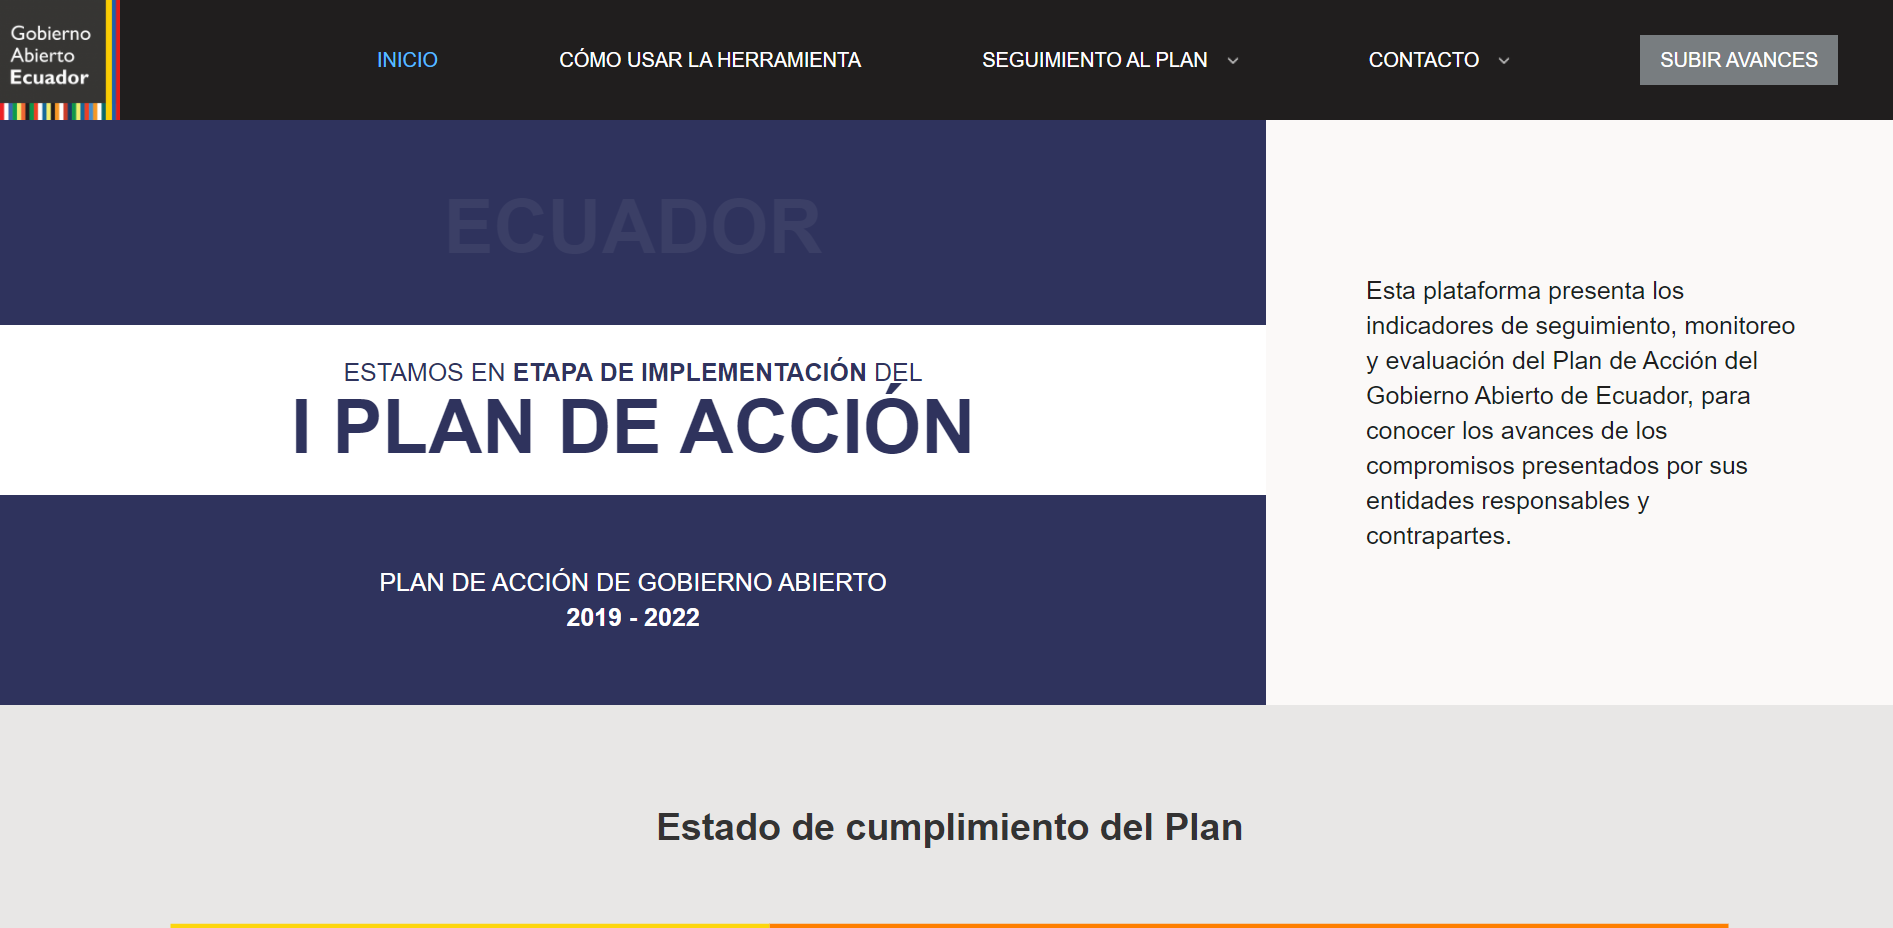 Gobierno
Abierto
Ecuador
INICIO
CÓMO USAR LA HERRAMIENTA
SEGUIMIENTO AL PLAN
CONTACTO
SUBIR AVANCES
ECUADOR
ESTAMOS EN ETAPA DE IMPLEMENTACIÓN DEL
I PLAN DE ACCIÓN
PLAN DE ACCIÓN DE GOBIERNO ABIERTO
2019 - 2022
Esta plataforma presenta los
indicadores de seguimiento, monitoreo
y evaluación del Plan de Acción del
Gobierno Abierto de Ecuador, para
conocer los avances de los
compromisos presentados por sus
entidades responsables y
contrapartes.
Estado de cumplimiento del Plan